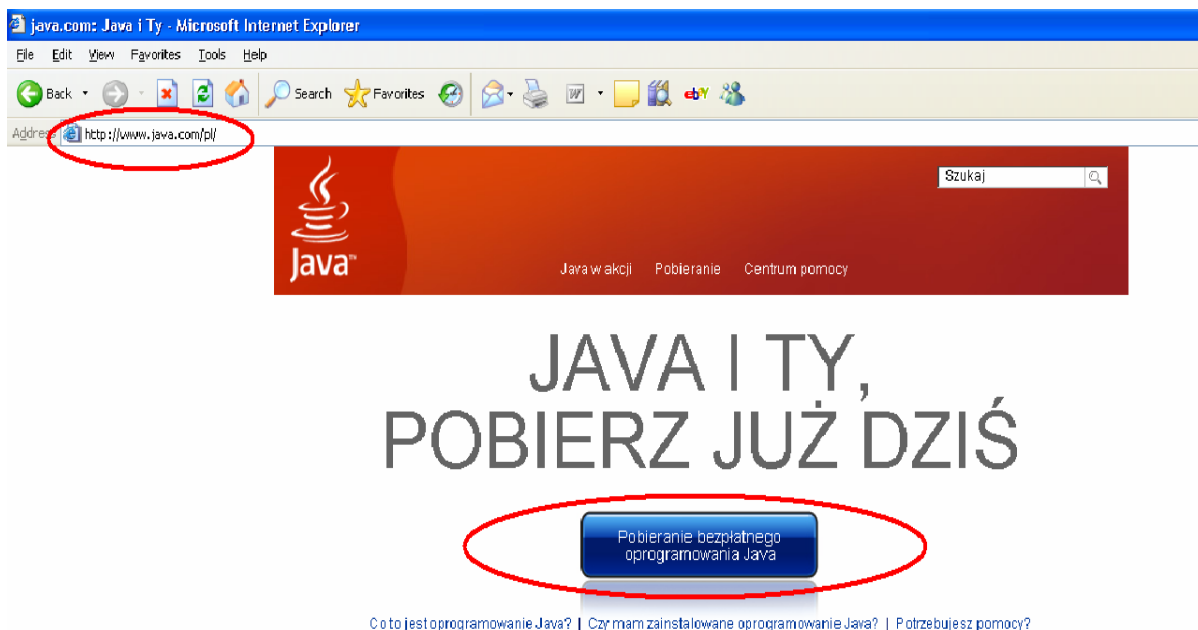 java.com: Java i Ty - Microsoft Internet Explorer
File Edit View Favorites Tools Help
Back Search Favorites W ebY
Address http://www.java.com/pl/
Szukaj
Java™
Java w akcji Pobieranie Centrum pomocy
JAVA I TY,
POBIERZ JUŻ DZIŚ
Pobieranie bezpłatnego
oprogramowania Java
Co to jest oprogramowanie Java? | Czy mam zainstalowane oprogramowanie Java? | Potrzebujesz pomocy?